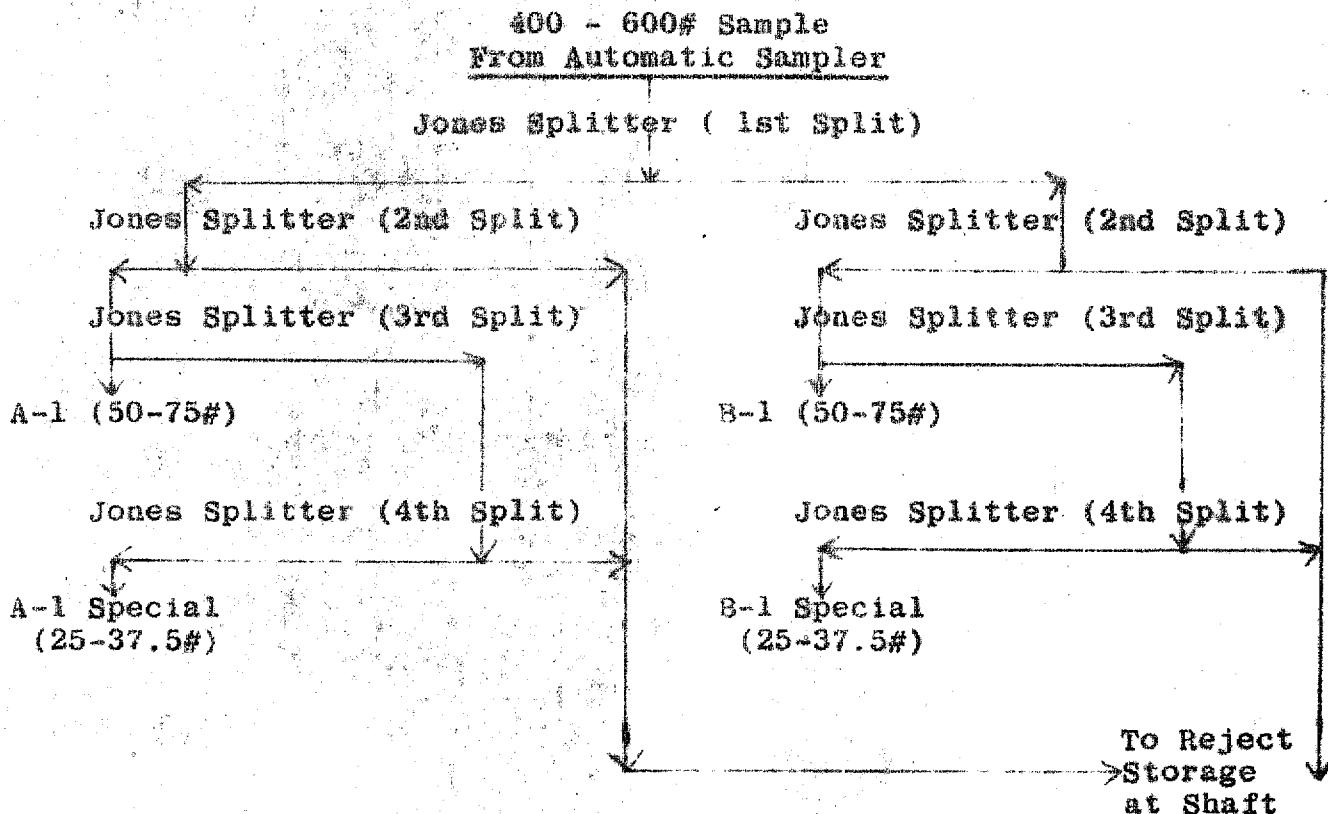 400 - 600# Sample
From Automatic Sampler
Jones Splitter ( 1st Split)
Jones Splitter (2nd Split)
Jones Splitter (2nd Split)
Jones Splitter (3rd Split)
Jones Splitter (3rd Split)
A-1 (50-75#)
B-1 (50-75#)
Jones Splitter (4th Split)
Jones Splitter (4th Split)
A-1 Special
(25-37.5#)
B-1 Special
(25-37.5#)
To Reject
Storage
at Shaft